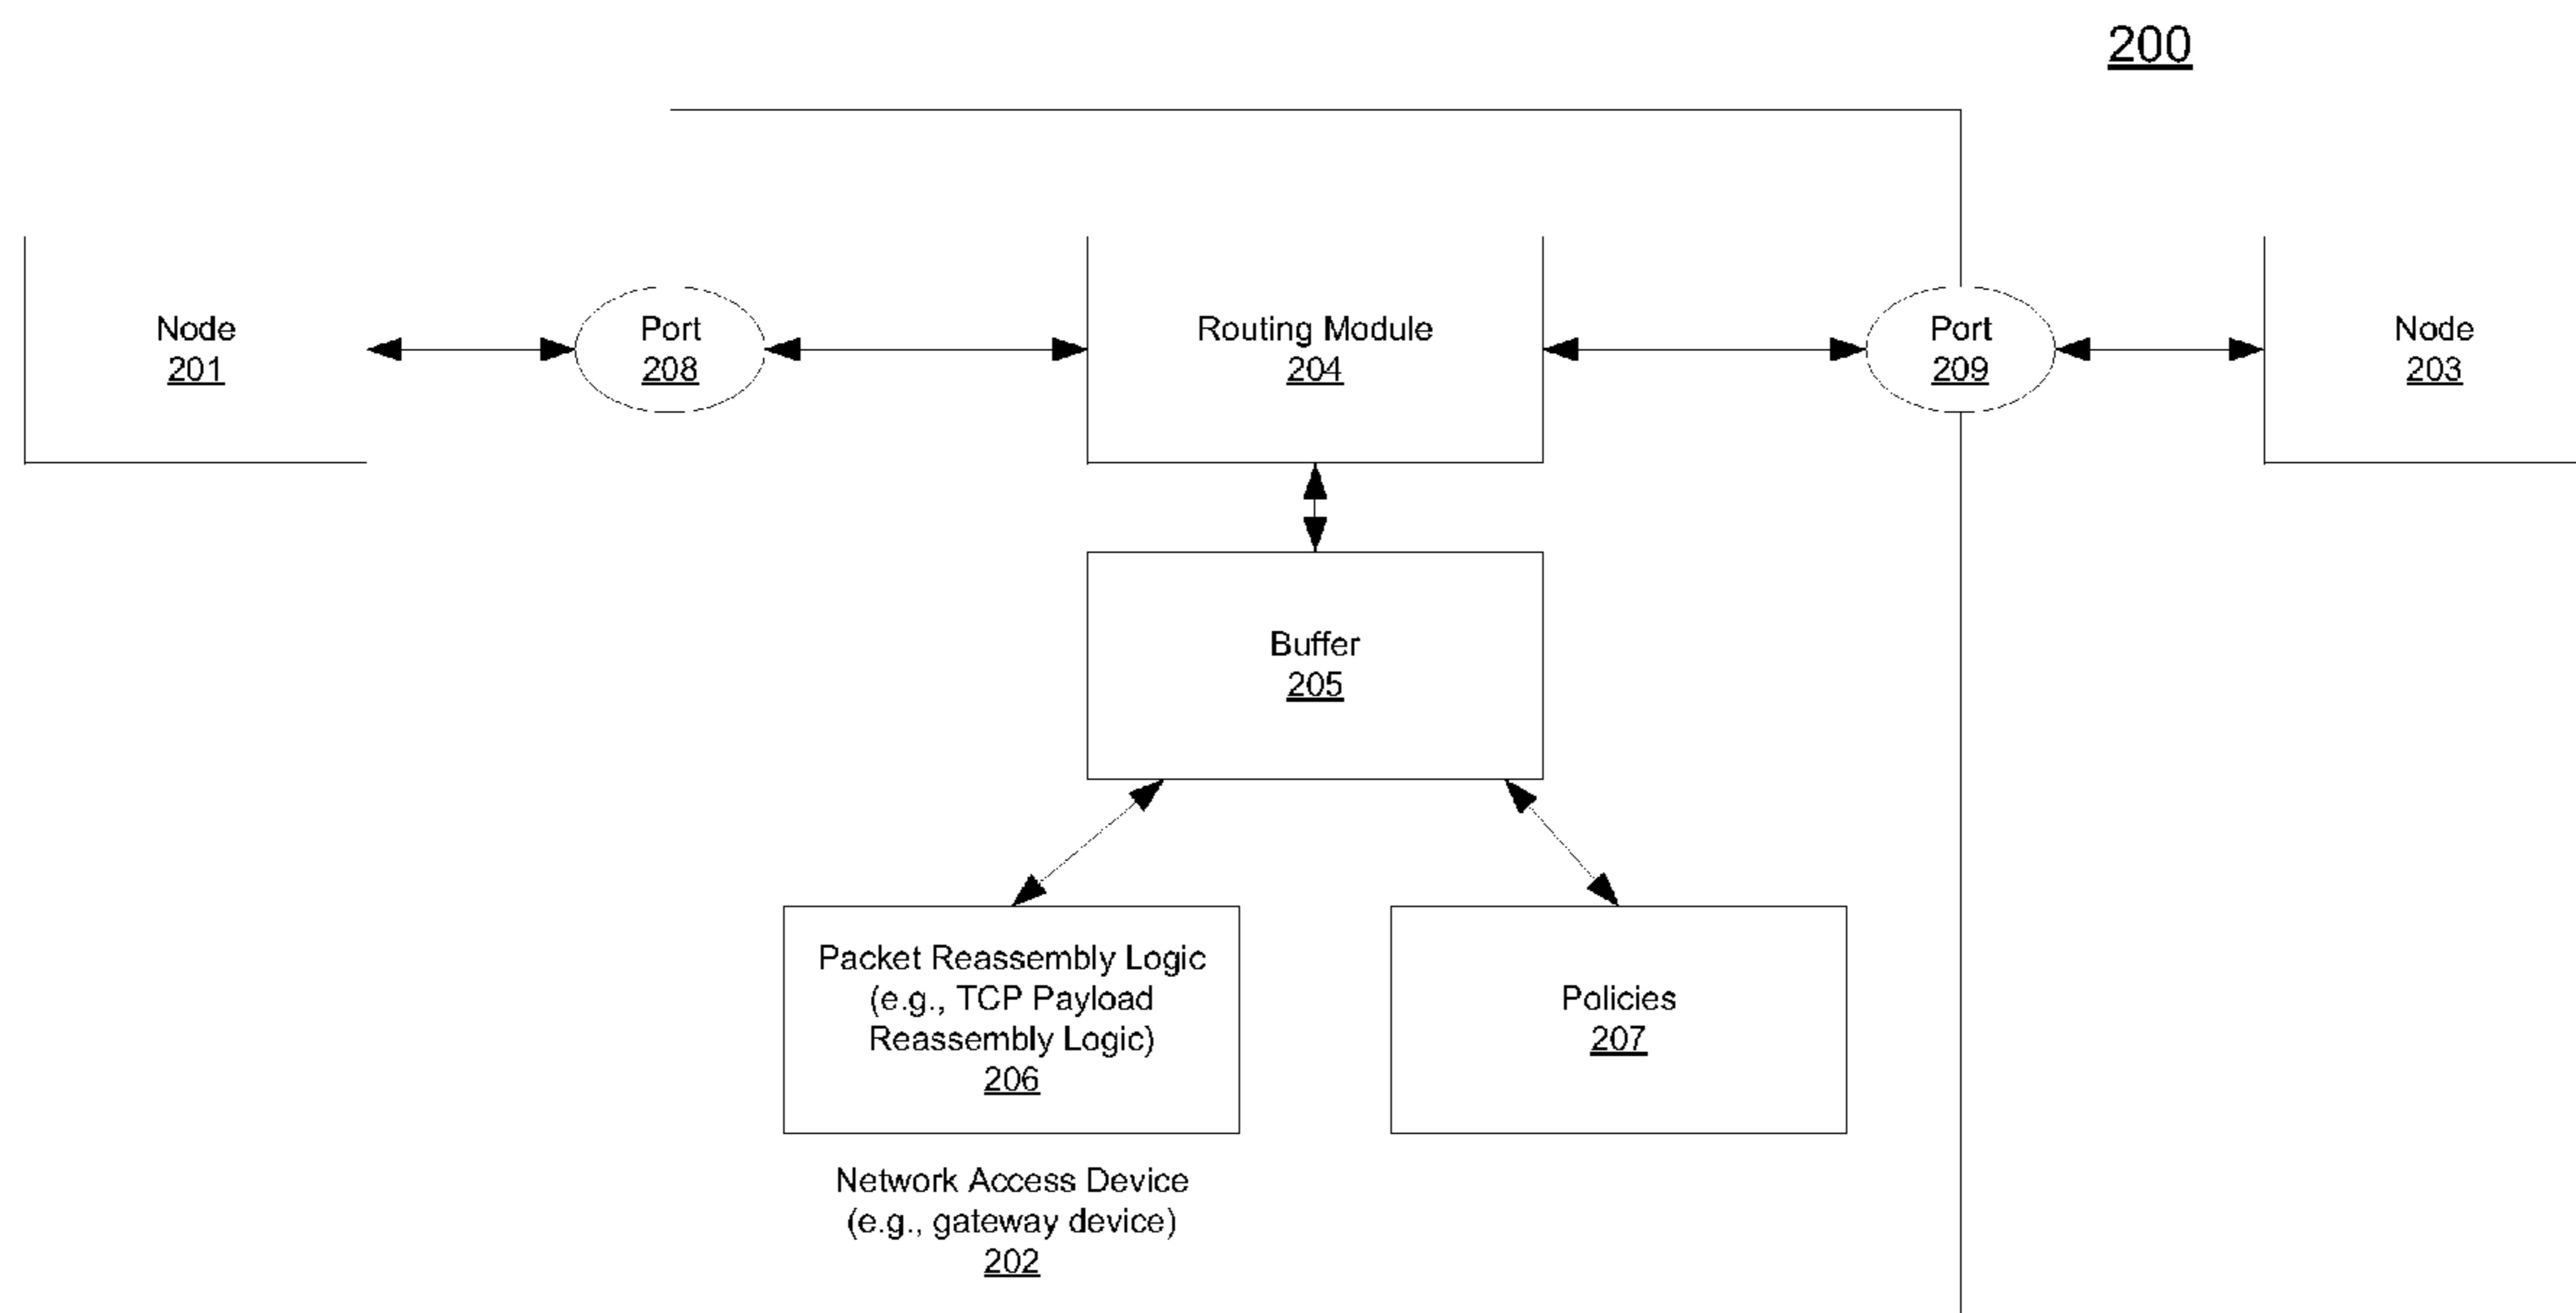 200
Node
201
Port
208
Routing Module
204
Port
209
Node
203
Buffer
205
Packet Reassembly Logic
(e.g., TCP Payload
Reassembly Logic)
206
Policies
207
Network Access Device
(e.g., gateway device)
202